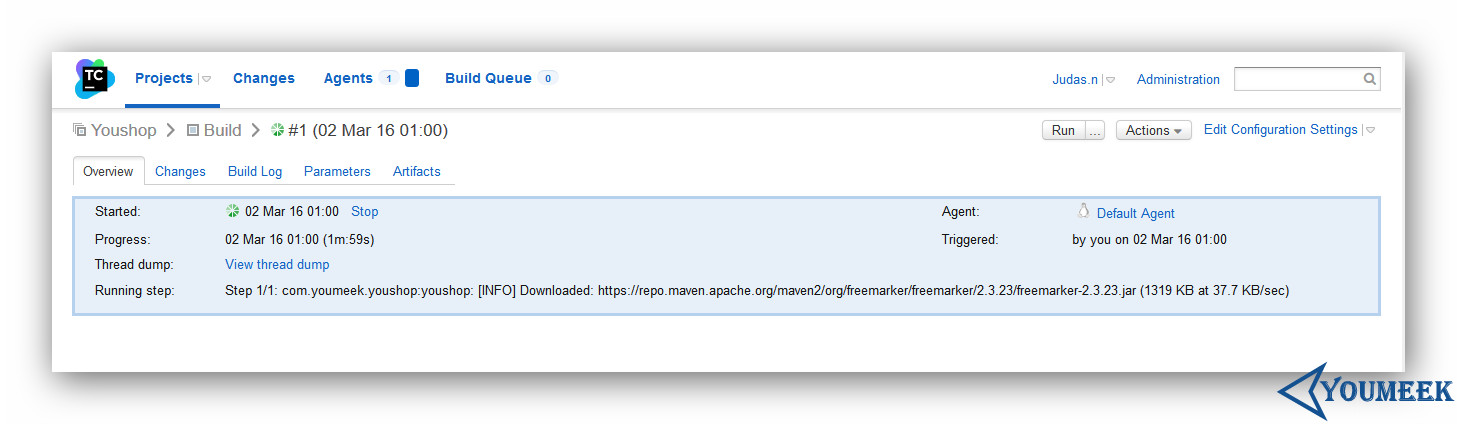 TC Projects Changes Agents 1 Build Queue 0 Judas.n Administration
Youshop Build #1 (02 Mar 16 01:00) Run ... Actions Edit Configuration Settings
Overview Changes Build Log Parameters Artifacts
Started: 02 Mar 16 01:00 Stop Agent: Default Agent
Progress: 02 Mar 16 01:00 (1m:59s) Triggered: by you on 02 Mar 16 01:00
Thread dump: View thread dump
Running step: Step 1/1: com.youmeek.youshop:youshop: [INFO] Downloaded: https://repo.maven.apache.org/maven2/org/freemarker/freemarker/2.3.23/freemarker-2.3.23.jar (1319 KB at 37.7 KB/sec)
YOUMEEK